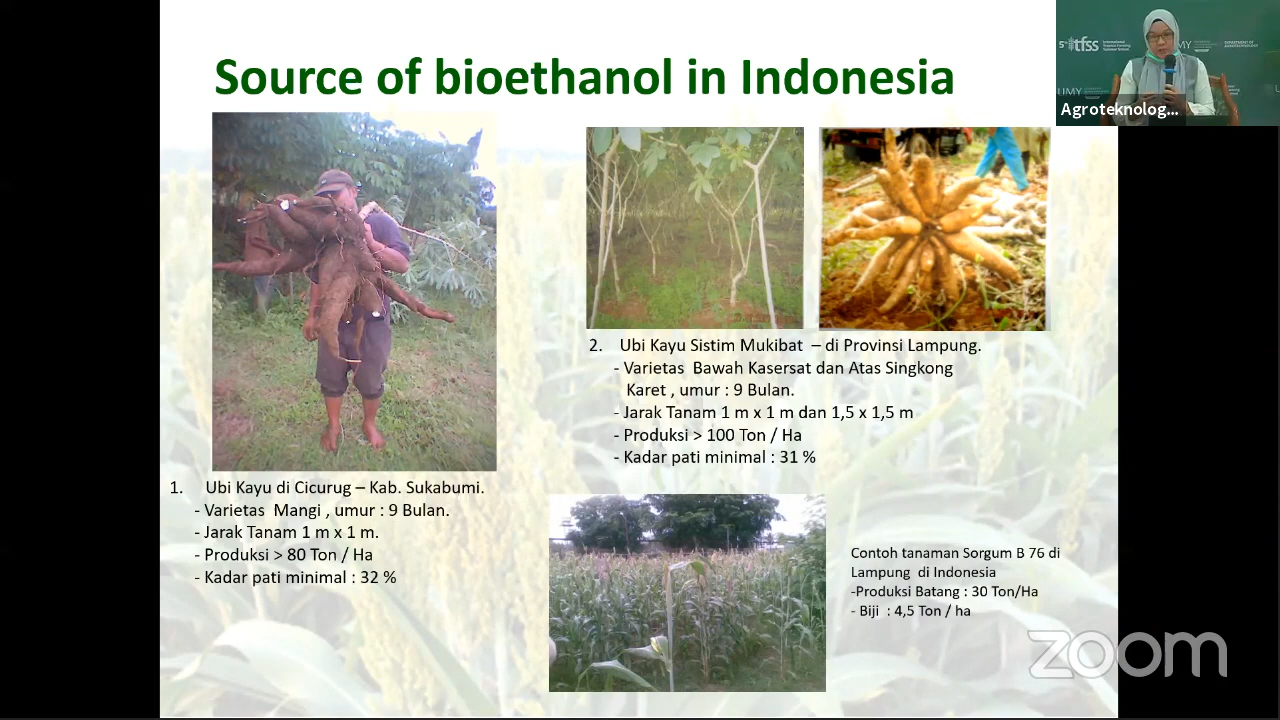 Source of bioethanol in Indonesia
5th itfss
UMY
Agroteknolog...
1. Ubi Kayu di Cicurug – Kab. Sukabumi.
- Varietas Mangi , umur : 9 Bulan.
- Jarak Tanam 1 m x 1 m.
- Produksi > 80 Ton / Ha
- Kadar pati minimal : 32 %
2. Ubi Kayu Sistim Mukibat – di Provinsi Lampung.
- Varietas Bawah Kasersat dan Atas Singkong
Karet , umur : 9 Bulan.
- Jarak Tanam 1 m x 1 m dan 1,5 x 1,5 m
- Produksi > 100 Ton / Ha
- Kadar pati minimal : 31 %
Contoh tanaman Sorgum B 76 di
Lampung di Indonesia
-Produksi Batang : 30 Ton/Ha
- Biji : 4,5 Ton / ha
zoom